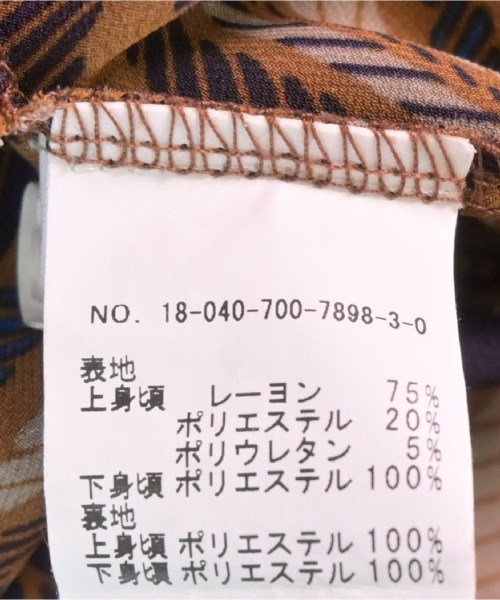 NO. 18-040-700-7898-3-0
表地
上身頃 レーヨン 75%
ポリエステル 20%
ポリウレタン 5%
下身頃 ポリエステル 100%
裏地
上身頃 ポリエステル 100%
下身頃 ポリエステル 100%